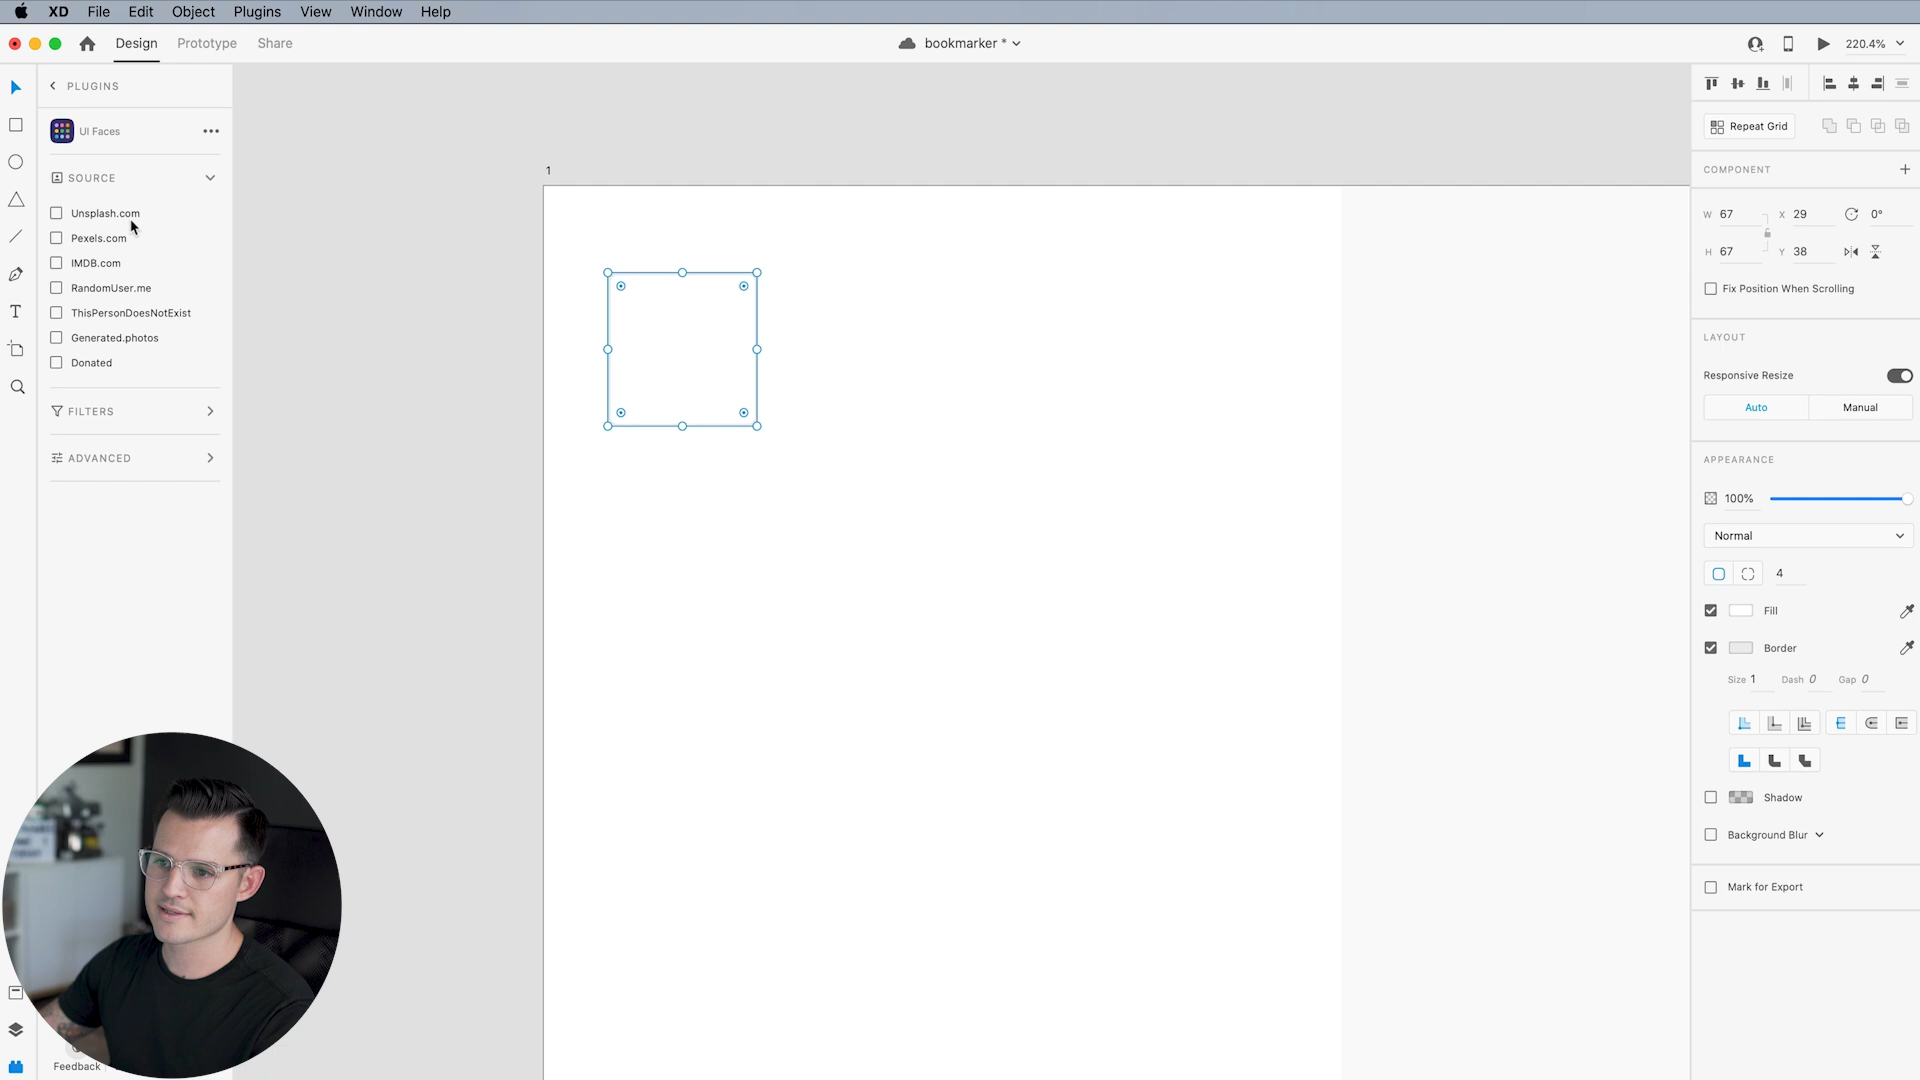 XD File Edit Object Plugins View Window Help
Design Prototype Share
bookmarker *
220.4%
PLUGINS
UI Faces
SOURCE
Unsplash.com
Pexels.com
IMDB.com
RandomUser.me
ThisPersonDoesNotExist
Generated.photos
Donated
FILTERS
ADVANCED
Feedback
1
Repeat Grid
COMPONENT
W 67 X 29 0°
H 67 Y 38
Fix Position When Scrolling
LAYOUT
Responsive Resize
Auto Manual
APPEARANCE
100%
Normal
4
Fill
Border
Size 1 Dash 0 Gap 0
Shadow
Background Blur
Mark for Export